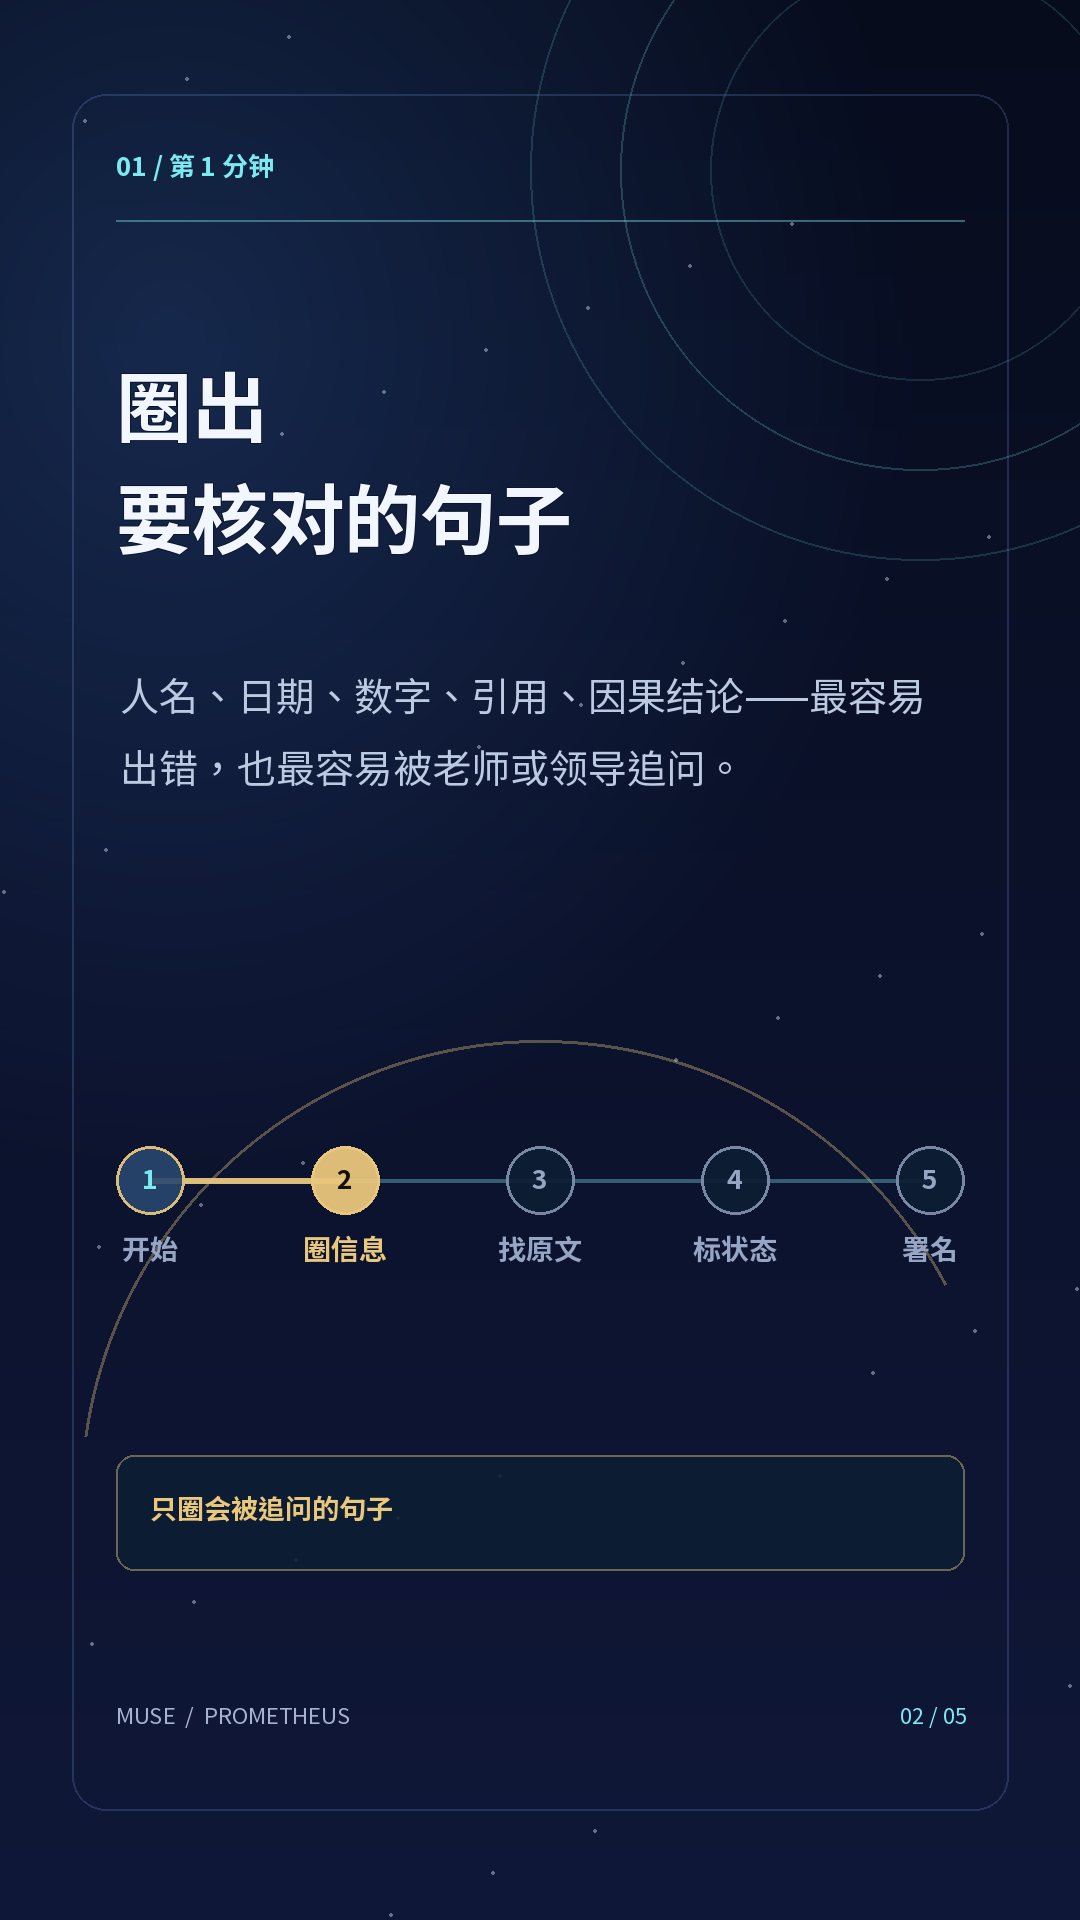 01 / 第 1 分钟
圈出
要核对的句子
人名、日期、数字、引用、因果结论——最容易
出错，也最容易被老师或领导追问。
1 2 3 4 5
开始 圈信息 找原文 标状态 署名
只圈会被追问的句子
MUSE / PROMETHEUS
02 / 05